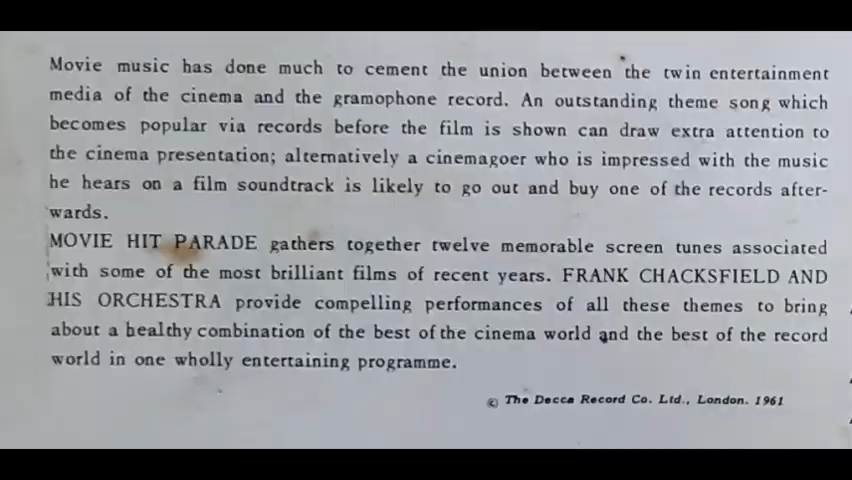 Movie music has done much to cement the union between the twin entertainment
media of the cinema and the gramophone record. An outstanding theme song which
becomes popular via records before the film is shown can draw extra attention to
the cinema presentation; alternatively a cinemagoer who is impressed with the music
he hears on a film soundtrack is likely to go out and buy one of the records after-
wards.
MOVIE HIT PARADE gathers together twelve memorable screen tunes associated
with some of the most brilliant films of recent years. FRANK CHACKSFIELD AND
HIS ORCHESTRA provide compelling performances of all these themes to bring
about a healthy combination of the best of the cinema world and the best of the record
world in one wholly entertaining programme.
© The Decca Record Co. Ltd., London. 1961